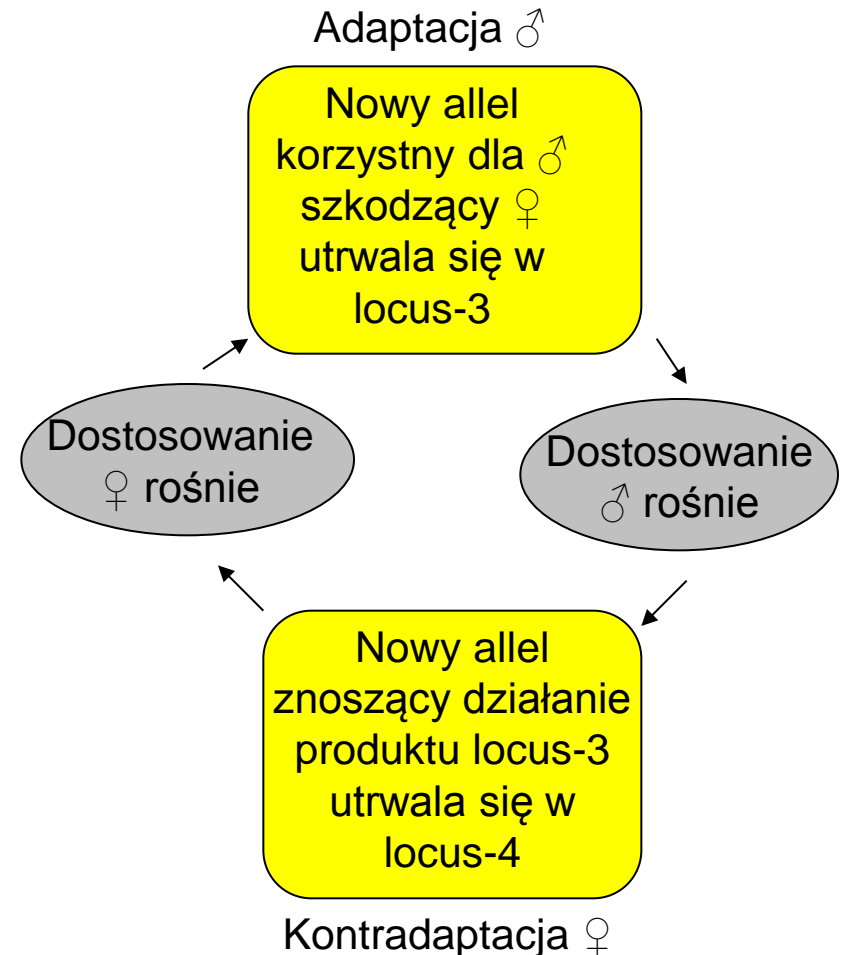 Adaptacja ♂
Nowy allel
korzystny dla ♂
szkodzący ♀
utrwala się w
locus-3
Dostosowanie
♀ rośnie
Dostosowanie
♂ rośnie
Nowy allel
znoszący działanie
produktu locus-3
utrwala się w
locus-4
Kontradaptacja ♀